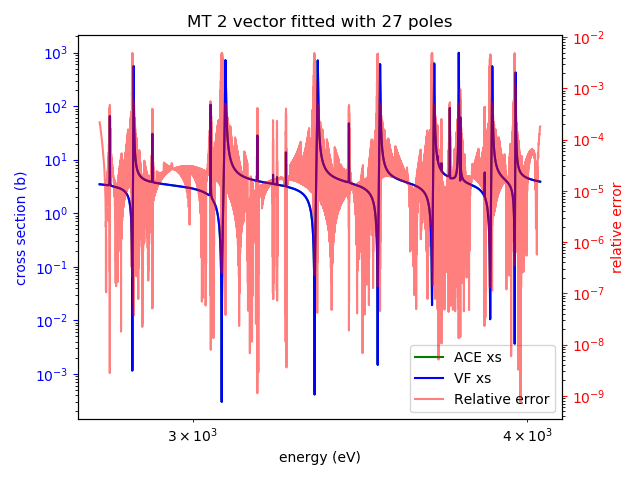 MT 2 vector fitted with 27 poles
cross section (b)
10³
10²
10¹
10⁰
10⁻¹
10⁻²
10⁻³
10⁻²
10⁻³
10⁻⁴
10⁻⁵
10⁻⁶
10⁻⁷
10⁻⁸
10⁻⁹
relative error
ACE xs
VF xs
Relative error
3 × 10³
4 × 10³
energy (eV)